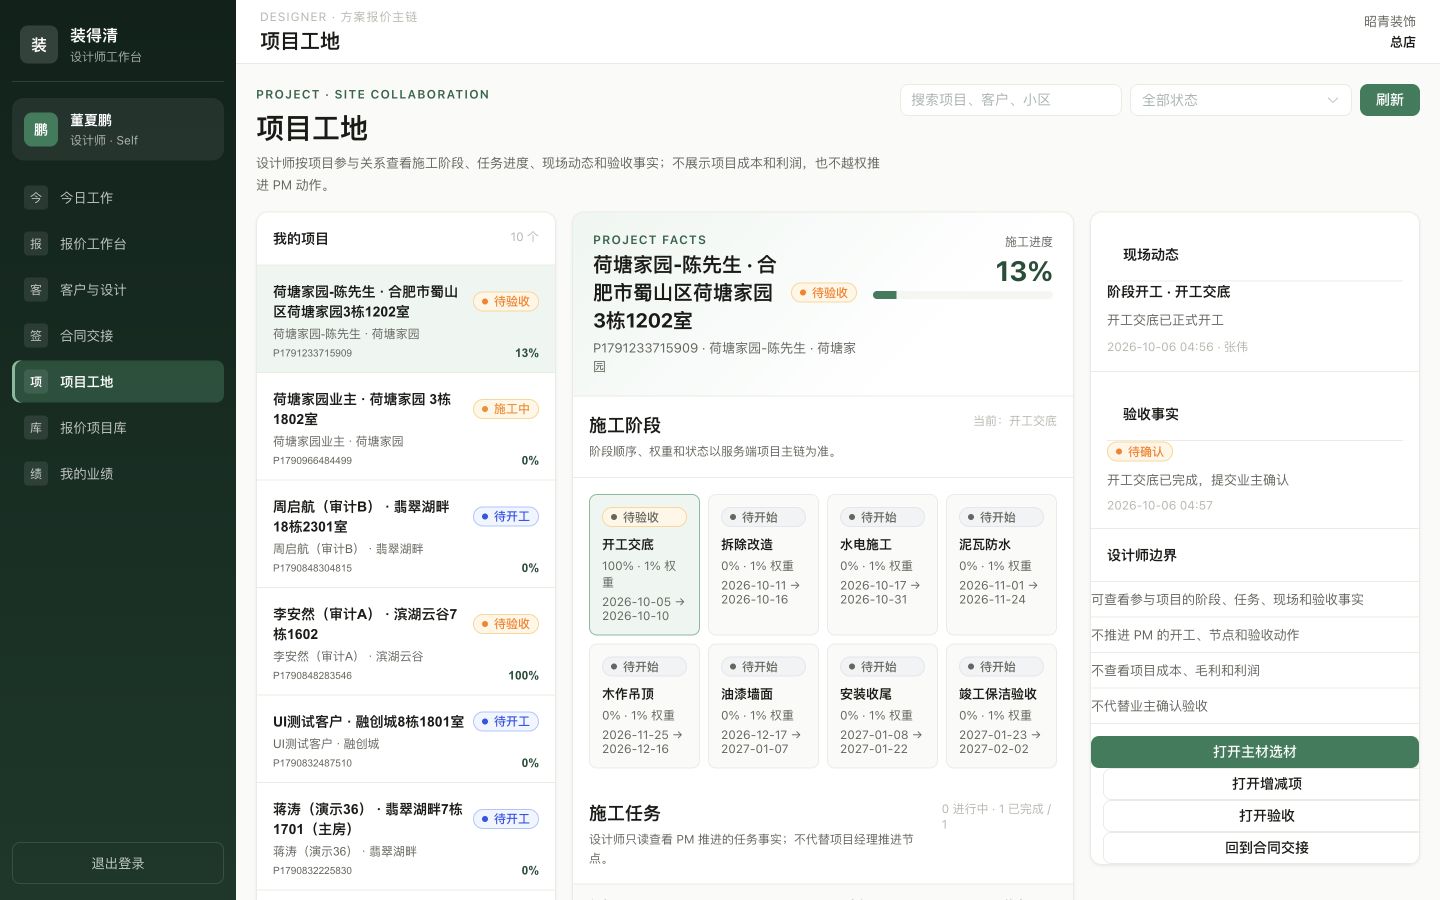 装
装得清
设计师工作台
鹏
董夏鹏
设计师 · Self
今 今日工作
报 报价工作台
客 客户与设计
签 合同交接
项 项目工地
库 报价项目库
绩 我的业绩
退出登录
DESIGNER · 方案报价主链
项目工地
昭青装饰
总店
PROJECT · SITE COLLABORATION
项目工地
设计师按项目参与关系查看施工阶段、任务进度、现场动态和验收事实；不展示项目成本和利润，也不越权推
进 PM 动作。
搜索项目、客户、小区
全部状态
刷新
我的项目
10 个
荷塘家园-陈先生 · 合肥市蜀山
区荷塘家园3栋1202室
待验收
荷塘家园-陈先生 · 荷塘家园
P1791233715909
13%
荷塘家园业主 · 荷塘家园 3栋
1802室
施工中
荷塘家园业主 · 荷塘家园
P1790966484499
0%
周启航（审计B） · 翡翠湖畔
18栋2301室
待开工
周启航（审计B） · 翡翠湖畔
P1790848304815
0%
李安然（审计A） · 滨湖云谷7
栋1602
待验收
李安然（审计A） · 滨湖云谷
P1790848283546
100%
UI测试客户 · 融创城8栋1801室
待开工
UI测试客户 · 融创城
P1790832487510
0%
蒋涛（演示36） · 翡翠湖畔7栋
1701（主房）
待开工
蒋涛（演示36） · 翡翠湖畔
P1790832225830
0%
PROJECT FACTS
荷塘家园-陈先生 · 合
肥市蜀山区荷塘家园
3栋1202室
待验收
P1791233715909 · 荷塘家园-陈先生 · 荷塘家
园
施工进度
13%
施工阶段
阶段顺序、权重和状态以服务端项目主链为准。
当前：开工交底
待验收
开工交底
100% · 1% 权
重
2026-10-05 →
2026-10-10
待开始
拆除改造
0% · 1% 权重
2026-10-11 →
2026-10-16
待开始
水电施工
0% · 1% 权重
2026-10-17 →
2026-10-31
待开始
泥瓦防水
0% · 1% 权重
2026-11-01 →
2026-11-24
待开始
木作吊顶
0% · 1% 权重
2026-11-25 →
2026-12-16
待开始
油漆墙面
0% · 1% 权重
2026-12-17 →
2027-01-07
待开始
安装收尾
0% · 1% 权重
2027-01-08 →
2027-01-22
待开始
竣工保洁验收
0% · 1% 权重
2027-01-23 →
2027-02-02
施工任务
设计师只读查看 PM 推进的任务事实；不代替项目经理推进节
点。
0 进行中 · 1 已完成 /
1
现场动态
阶段开工 · 开工交底
开工交底已正式开工
2026-10-06 04:56 · 张伟
验收事实
待确认
开工交底已完成，提交业主确认
2026-10-06 04:57
设计师边界
可查看参与项目的阶段、任务、现场和验收事实
不推进 PM 的开工、节点和验收动作
不查看项目成本、毛利和利润
不代替业主确认验收
打开主材选材
打开增减项
打开验收
回到合同交接